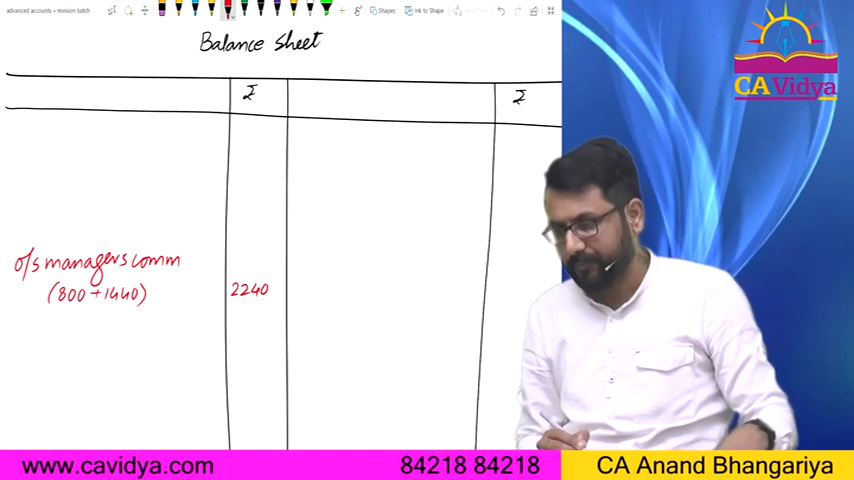 advanced accounts + revision batch
Shapes
Ink to Shape
Balance Sheet
₹
₹
o/s managers comm
(800 + 1440)
2240
CA Vidya
www.cavidya.com
84218 84218
CA Anand Bhangariya